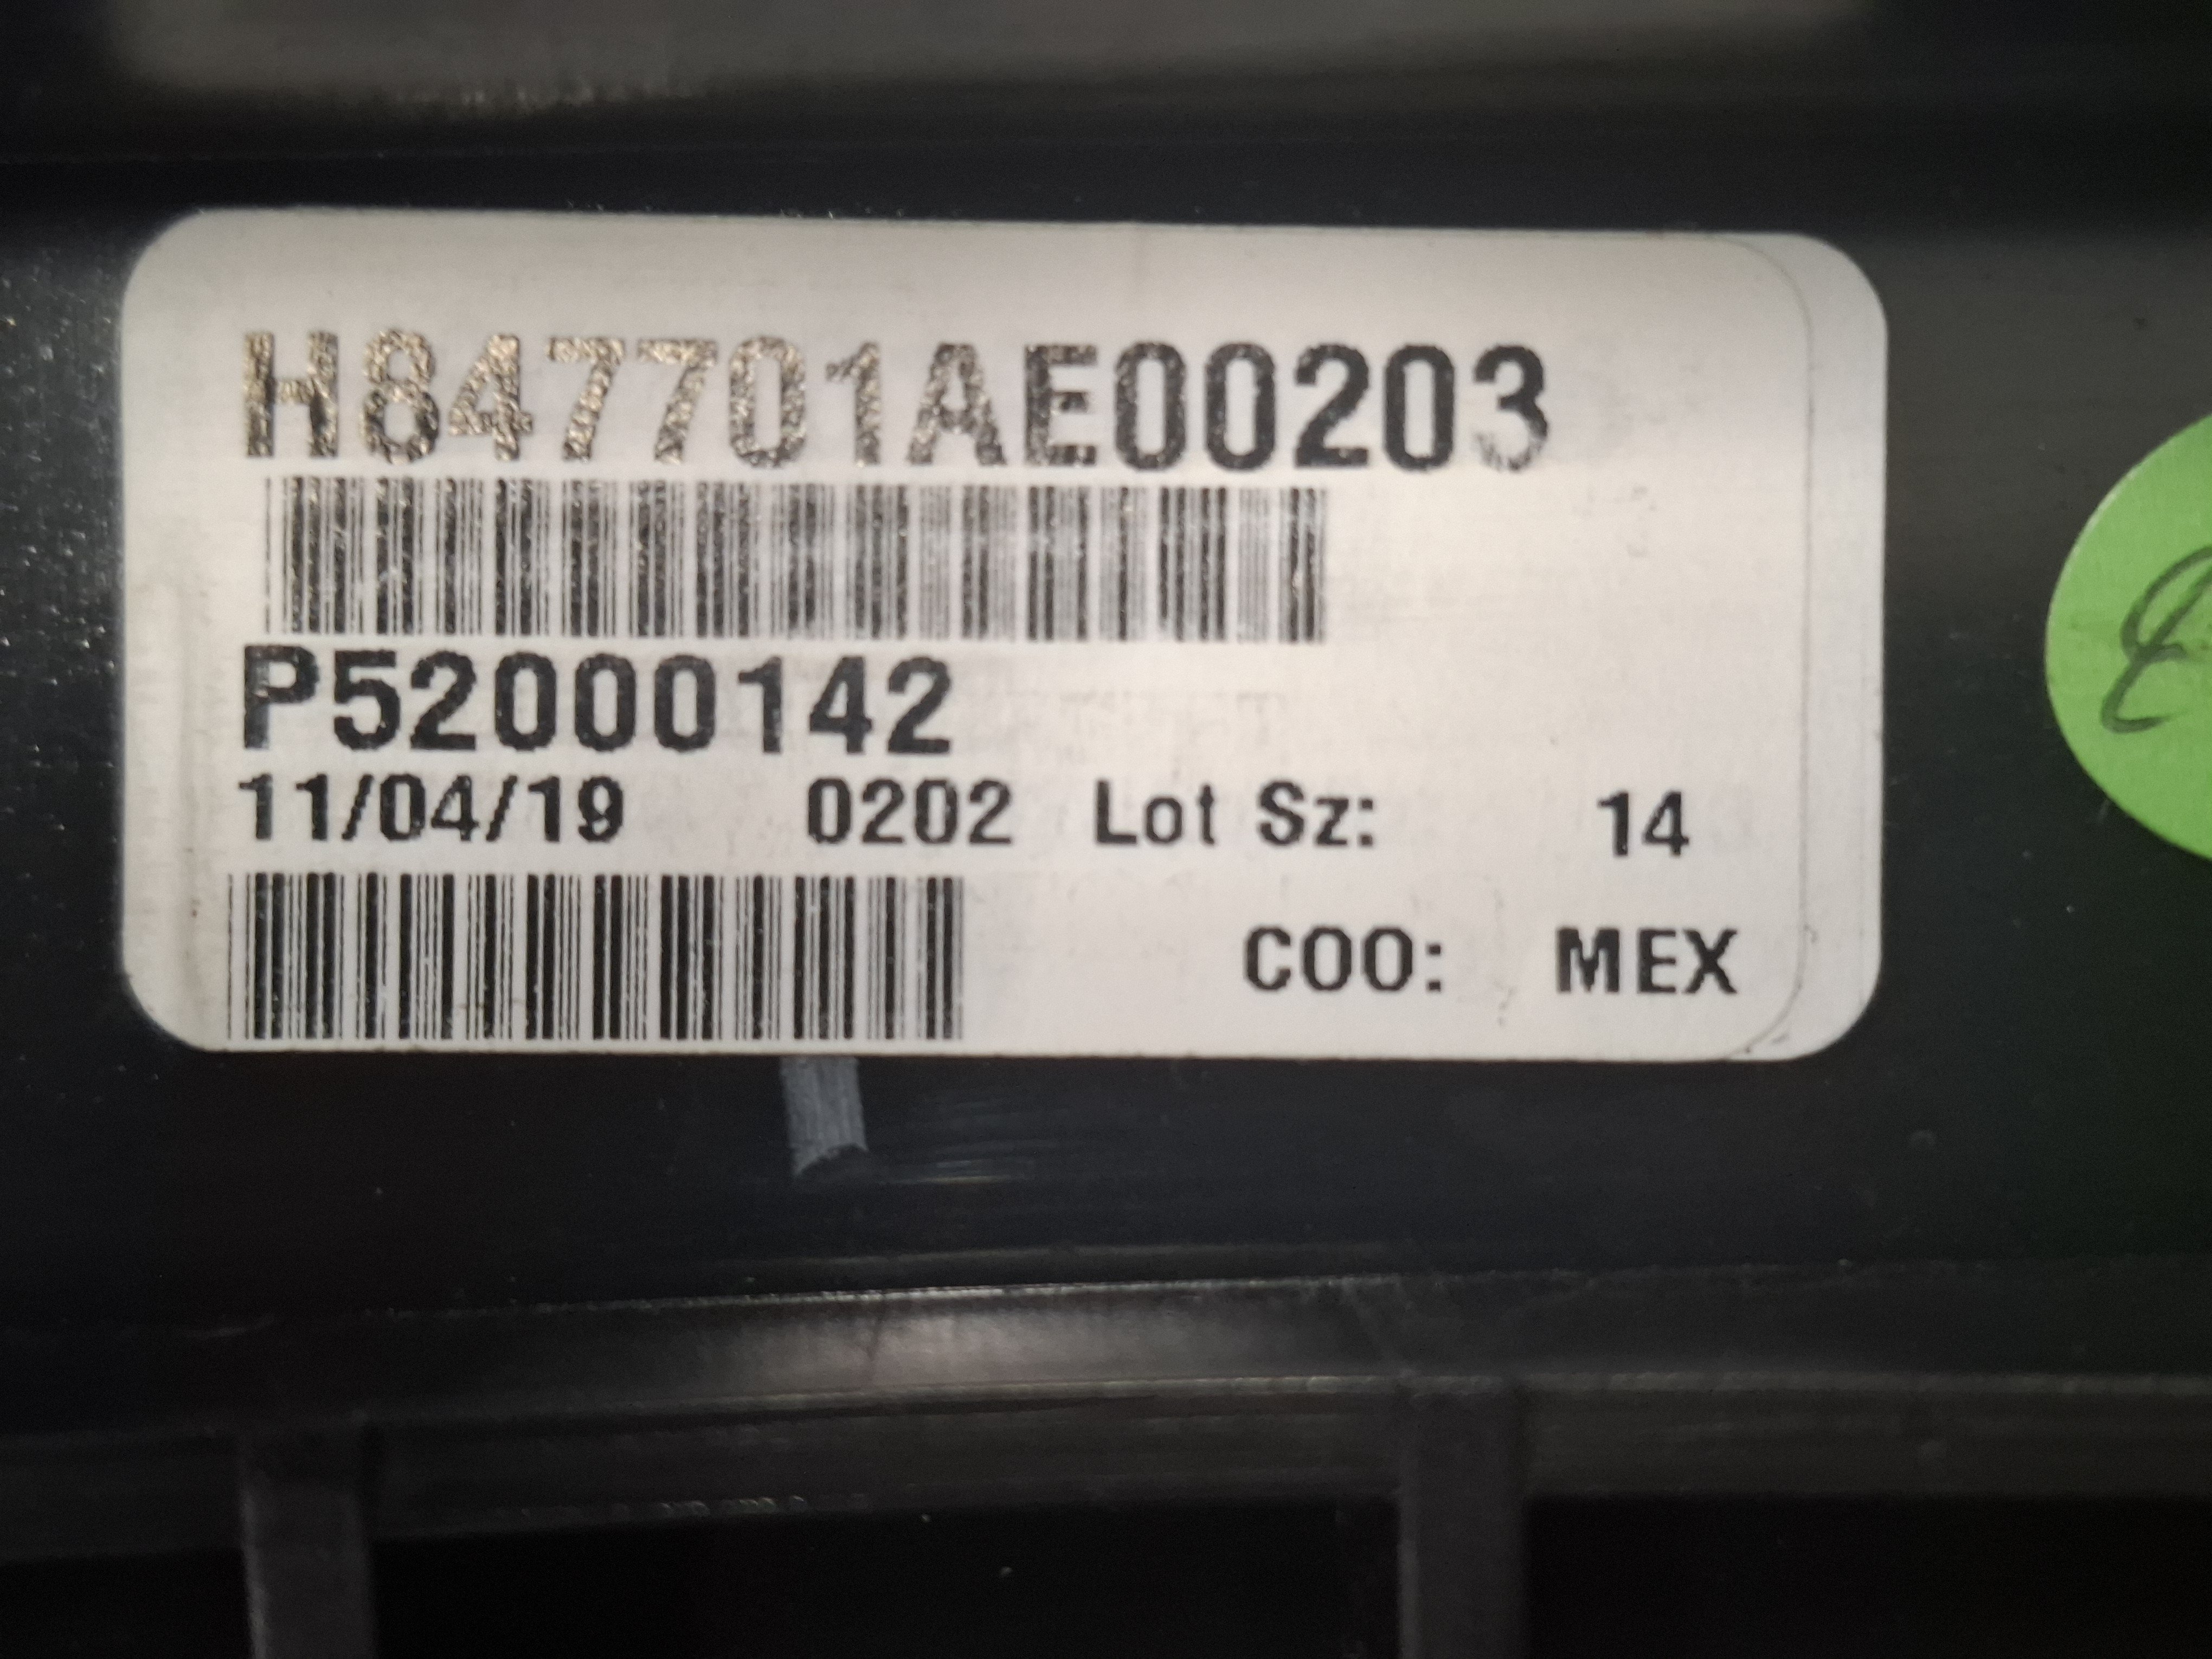 H847701AE00203
P52000142
11/04/19 0202 Lot Sz: 14
COO: MEX